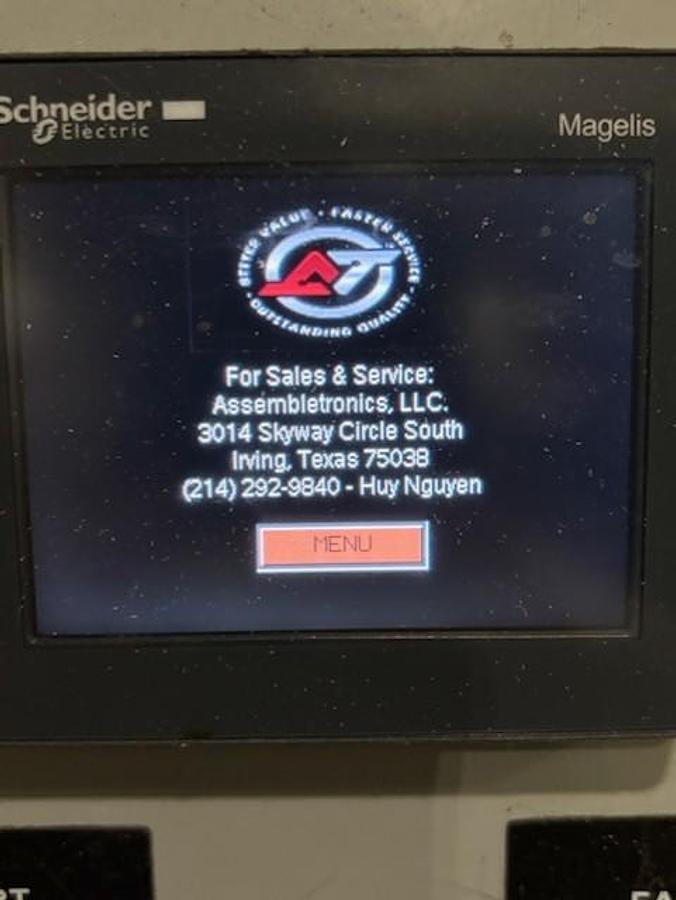 Schneider
Electric
Magelis
BETTER VALUE · FASTER SERVICE
· OUTSTANDING QUALITY ·
For Sales & Service:
Assembletronics, LLC.
3014 Skyway Circle South
Irving, Texas 75038
(214) 292-9840 - Huy Nguyen
MENU